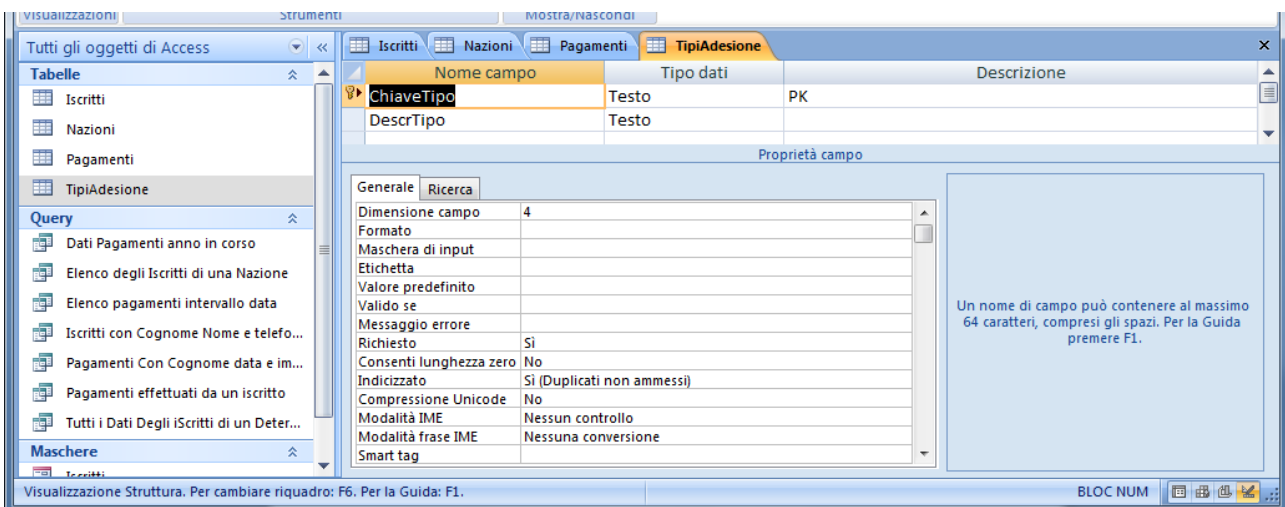 Visualizzazioni Strumenti Mostra/Nascondi
Tutti gli oggetti di Access
Tabelle
Iscritti
Nazioni
Pagamenti
TipiAdesione
Query
Dati Pagamenti anno in corso
Elenco degli Iscritti di una Nazione
Elenco pagamenti intervallo data
Iscritti con Cognome Nome e telefo...
Pagamenti Con Cognome data e im...
Pagamenti effettuati da un iscritto
Tutti i Dati Degli iScritti di un Deter...
Maschere
Iscritti
Iscritti Nazioni Pagamenti TipiAdesione
Nome campo Tipo dati Descrizione
ChiaveTipo Testo PK
DescrTipo Testo
Proprietà campo
Generale Ricerca
Dimensione campo 4
Formato
Maschera di input
Etichetta
Valore predefinito
Valido se
Messaggio errore
Richiesto Sì
Consenti lunghezza zero No
Indicizzato Sì (Duplicati non ammessi)
Compressione Unicode No
Modalità IME Nessun controllo
Modalità frase IME Nessuna conversione
Smart tag
Un nome di campo può contenere al massimo
64 caratteri, compresi gli spazi. Per la Guida
premere F1.
Visualizzazione Struttura. Per cambiare riquadro: F6. Per la Guida: F1. BLOC NUM